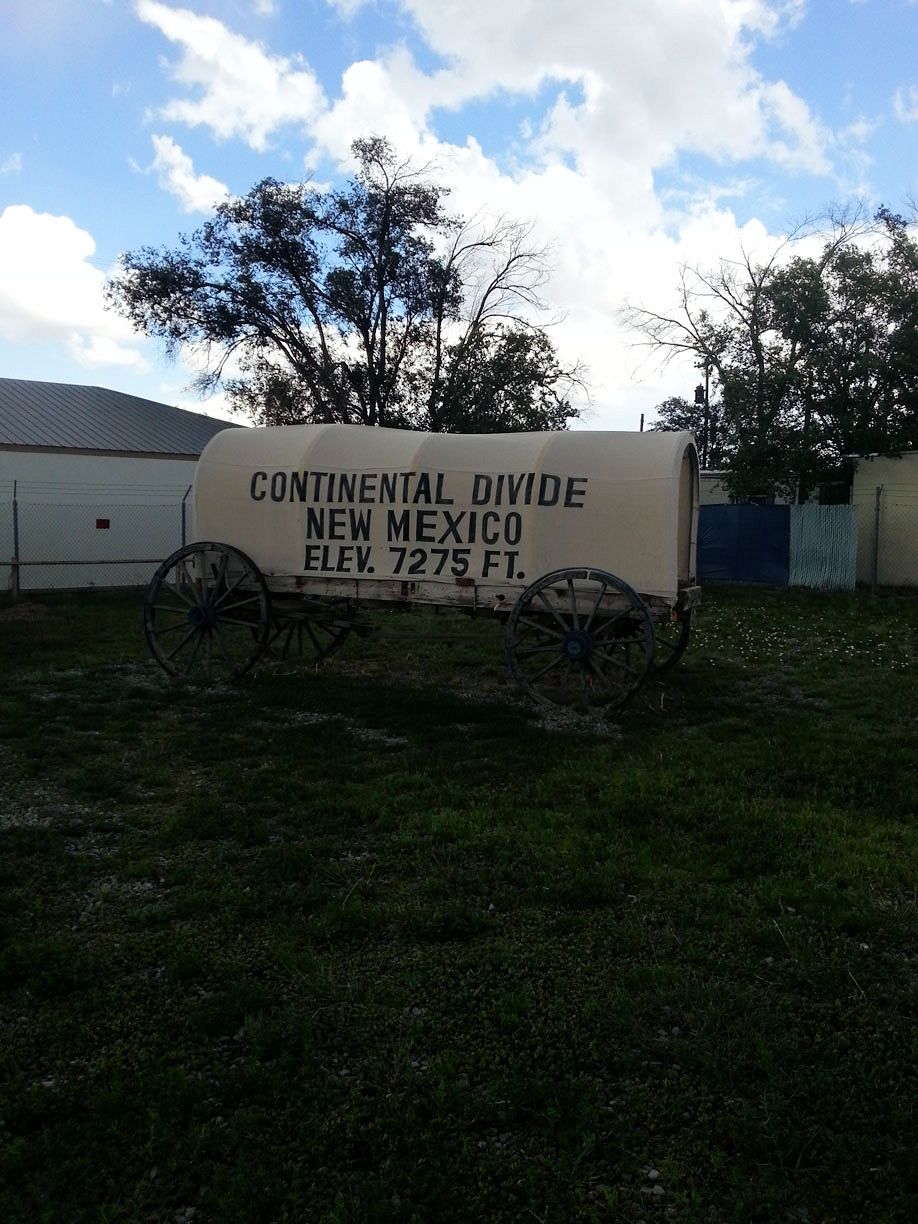 CONTINENTAL DIVIDE
NEW MEXICO
ELEV. 7275 FT.